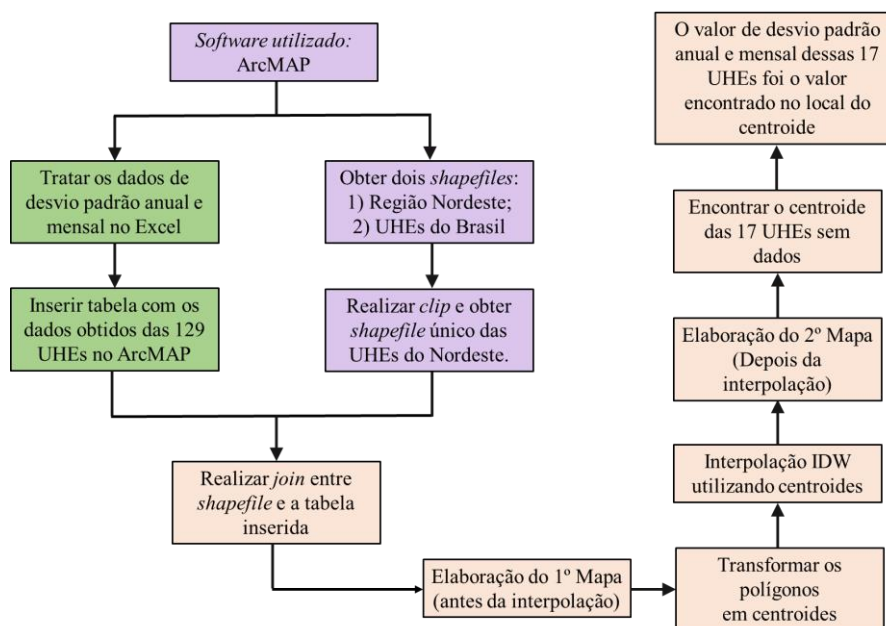 Software utilizado:
ArcMAP
Tratar os dados de
desvio padrão anual e
mensal no Excel
Obter dois shapefiles:
1) Região Nordeste;
2) UHEs do Brasil
Inserir tabela com os
dados obtidos das 129
UHEs no ArcMAP
Realizar clip e obter
shapefile único das
UHEs do Nordeste.
Realizar join entre
shapefile e a tabela
inserida
Elaboração do 1º Mapa
(antes da interpolação)
Transformar os
polígonos
em centroides
Interpolação IDW
utilizando centroides
Elaboração do 2º Mapa
(Depois da
interpolação)
Encontrar o centroide
das 17 UHEs sem
dados
O valor de desvio padrão
anual e mensal dessas 17
UHEs foi o valor
encontrado no local do
centroide